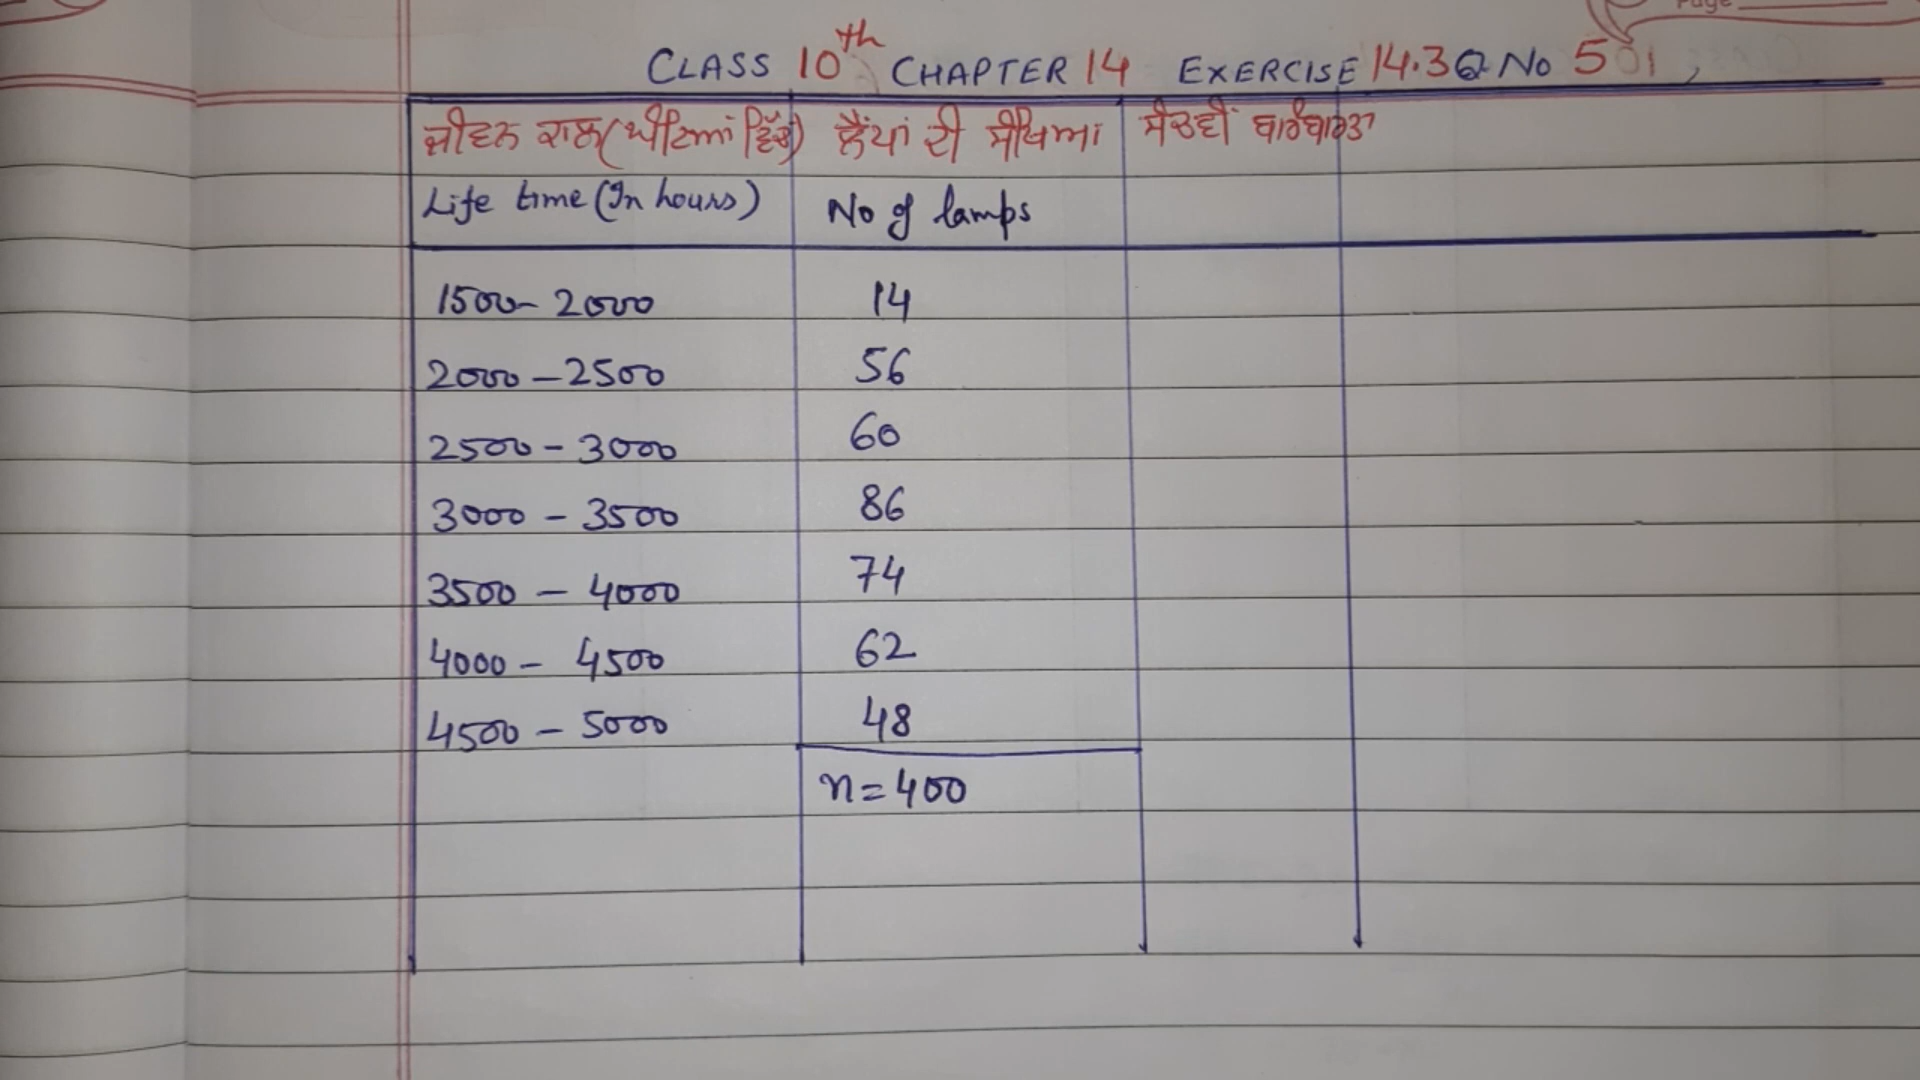 Page
CLASS 10th CHAPTER 14 EXERCISE 14.3 Q No 5
ਜੀਵਨ ਕਾਲ (ਘੰਟਿਆਂ ਵਿੱਚ) ਲੈਂਪਾਂ ਦੀ ਸੰਖਿਆ ਸੰਚਵੀਂ ਬਾਰੰਬਾਰਤਾ
Life time (In hours) No of lamps
1500 - 2000 14
2000 - 2500 56
2500 - 3000 60
3000 - 3500 86
3500 - 4000 74
4000 - 4500 62
4500 - 5000 48
n = 400